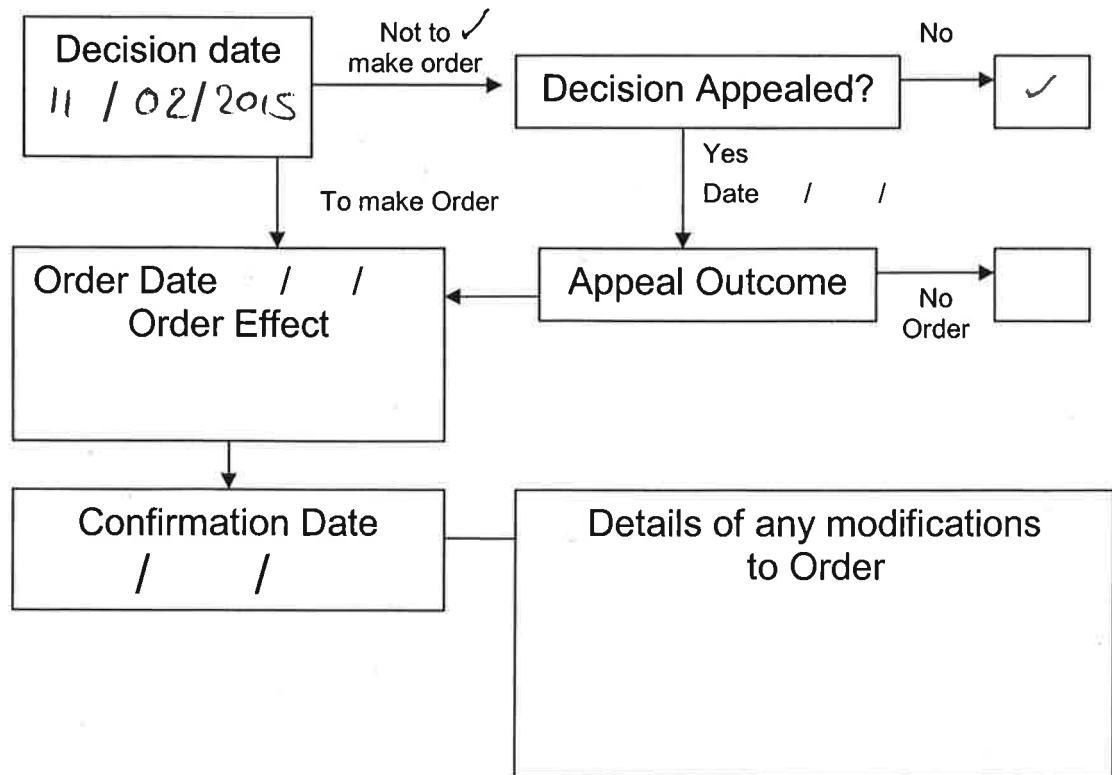 Decision date
11 / 02/2015
Not to ✓
make order
Decision Appealed?
No
✓
Yes
Date / /
To make Order
Order Date / /
Order Effect
Appeal Outcome
No
Order
Confirmation Date
/ /
Details of any modifications
to Order